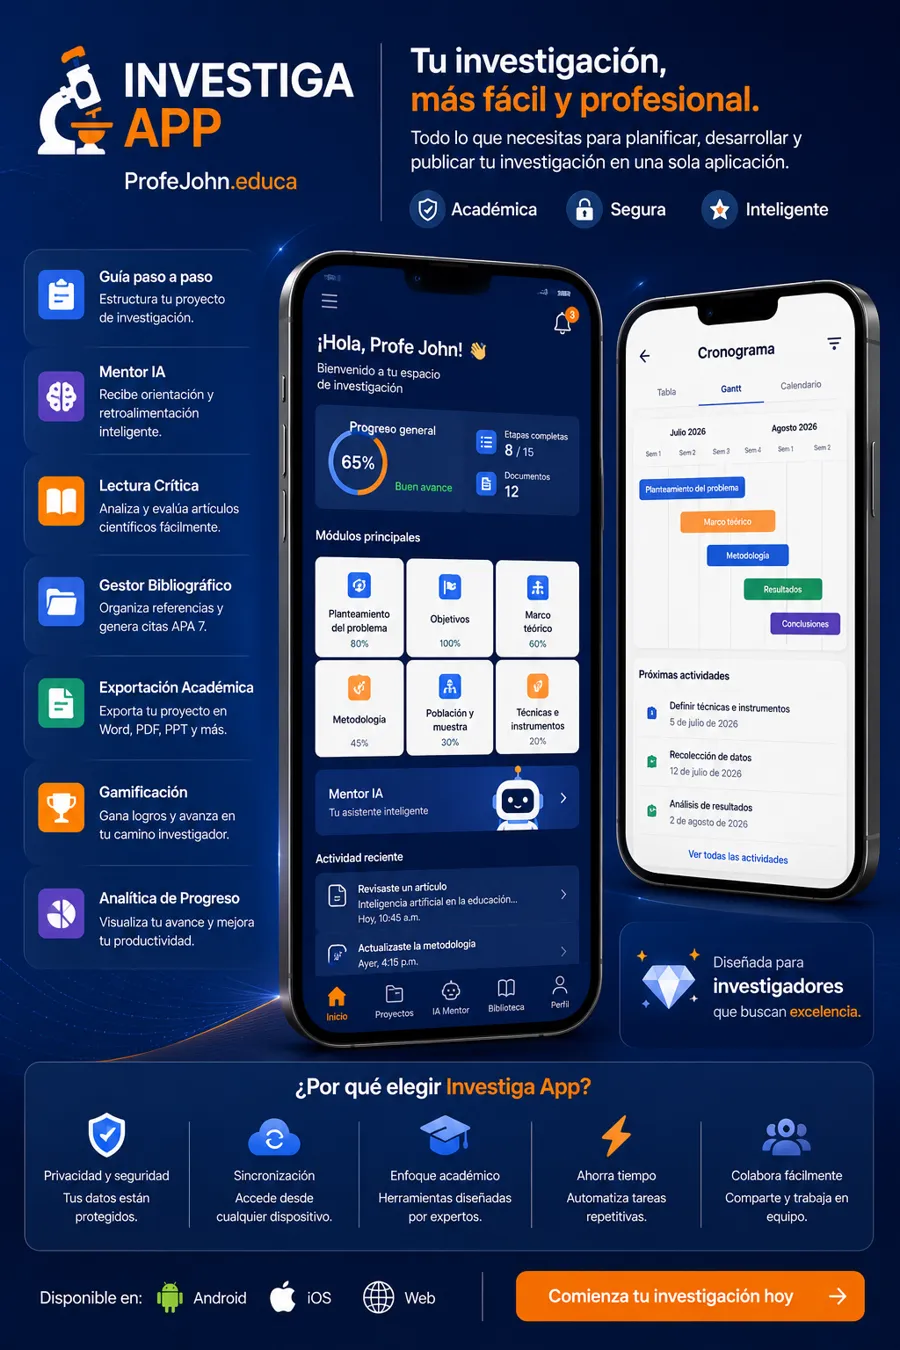 INVESTIGA
APP
ProfeJohn.educa
Tu investigación,
más fácil y profesional.
Todo lo que necesitas para planificar, desarrollar y
publicar tu investigación en una sola aplicación.
Académica
Segura
Inteligente
Guía paso a paso
Estructura tu proyecto
de investigación.
Mentor IA
Recibe orientación y
retroalimentación
inteligente.
Lectura Crítica
Analiza y evalúa artículos
científicos fácilmente.
Gestor Bibliográfico
Organiza referencias y
genera citas APA 7.
Exportación Académica
Exporta tu proyecto en
Word, PDF, PPT y más.
Gamificación
Gana logros y avanza en
tu camino investigador.
Analítica de Progreso
Visualiza tu avance y mejora
tu productividad.
3
¡Hola, Profe John! 👋
Bienvenido a tu espacio
de investigación
Progreso general
65%
Buen avance
Etapas completas
8 / 15
Documentos
12
Módulos principales
Planteamiento
del problema
80%
Objetivos
100%
Marco
teórico
60%
Metodología
45%
Población y
muestra
30%
Técnicas e
instrumentos
20%
Mentor IA
Tu asistente inteligente
Actividad reciente
Revisaste un artículo
Inteligencia artificial en la educación...
Hoy, 10:45 a.m.
Actualizaste la metodología
Ayer, 4:15 p.m.
Inicio
Proyectos
IA Mentor
Biblioteca
Perfil
Cronograma
Tabla
Gantt
Calendario
Julio 2026
Agosto 2026
Sem 1
Sem 2
Sem 3
Sem 4
Sem 1
Sem 2
Planteamiento del problema
Marco teórico
Metodología
Resultados
Conclusiones
Próximas actividades
Definir técnicas e instrumentos
5 de julio de 2026
Recolección de datos
12 de julio de 2026
Análisis de resultados
2 de agosto de 2026
Ver todas las actividades
Diseñada para
investigadores
que buscan excelencia.
¿Por qué elegir Investiga App?
Privacidad y seguridad
Tus datos están
protegidos.
Sincronización
Accede desde
cualquier dispositivo.
Enfoque académico
Herramientas diseñadas
por expertos.
Ahorra tiempo
Automatiza tareas
repetitivas.
Colabora fácilmente
Comparte y trabaja en
equipo.
Disponible en:
Android
iOS
Web
Comienza tu investigación hoy